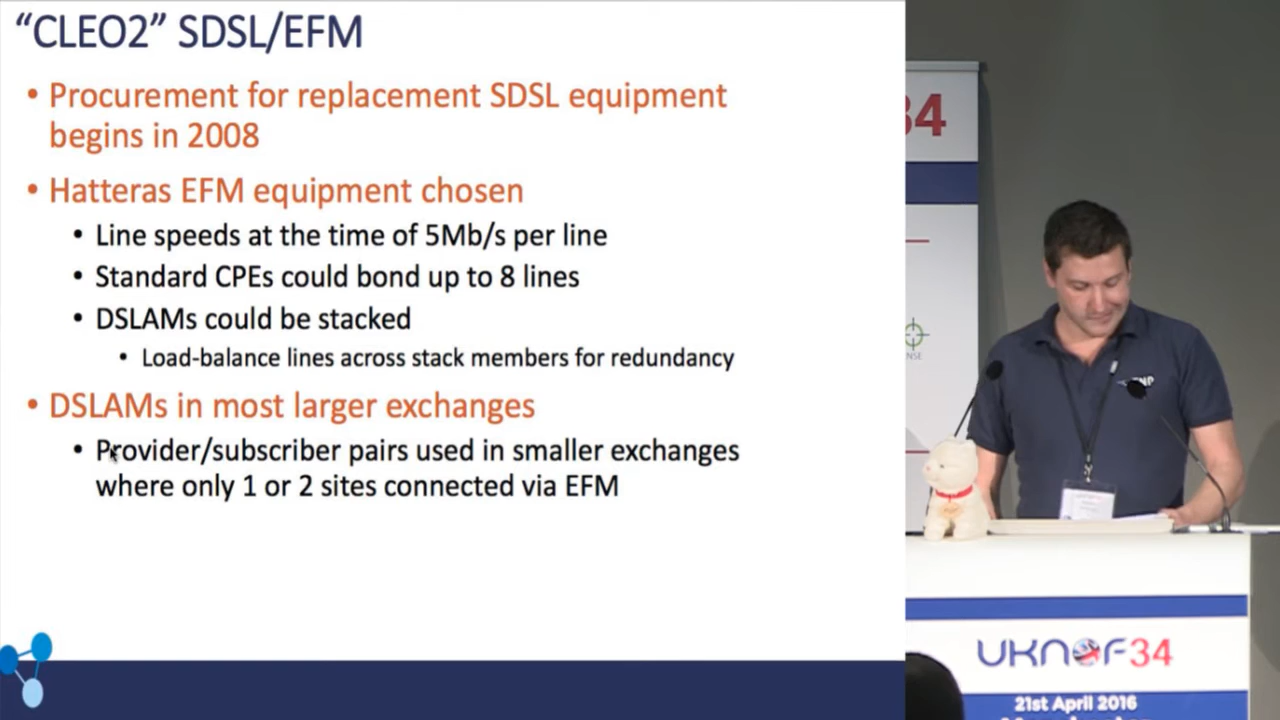 “CLEO2” SDSL/EFM
• Procurement for replacement SDSL equipment
begins in 2008
• Hatteras EFM equipment chosen
• Line speeds at the time of 5Mb/s per line
• Standard CPEs could bond up to 8 lines
• DSLAMs could be stacked
• Load-balance lines across stack members for redundancy
• DSLAMs in most larger exchanges
• Provider/subscriber pairs used in smaller exchanges
where only 1 or 2 sites connected via EFM
34
UKNOF34
21st April 2016